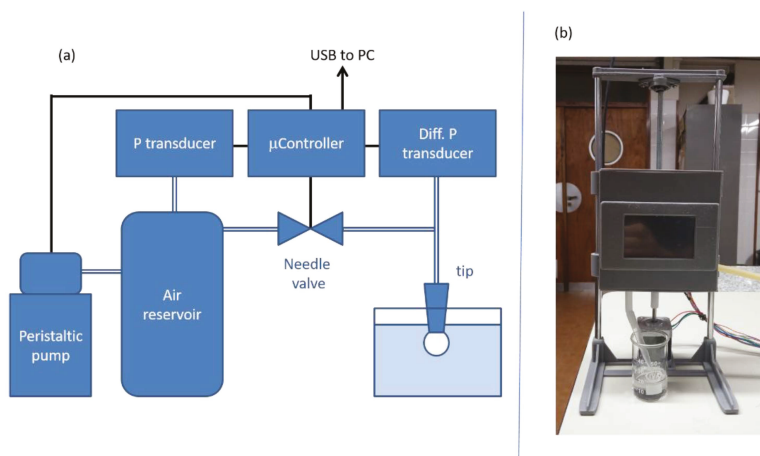 (a)
USB to PC
P transducer
μController
Diff. P
transducer
Needle
valve
tip
Air
reservoir
Peristaltic
pump
(b)